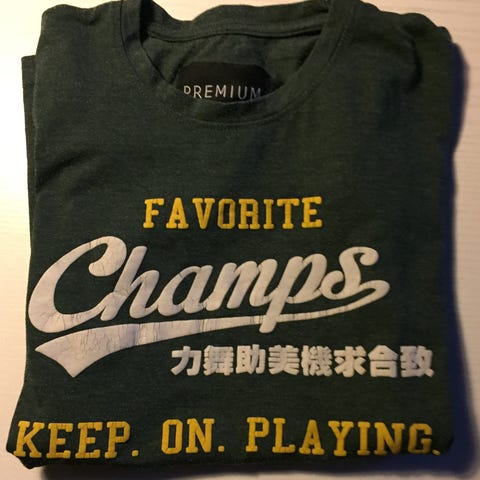 PREMIUM
FAVORITE
Champs
力舞助美機求合致
KEEP. ON. PLAYING.